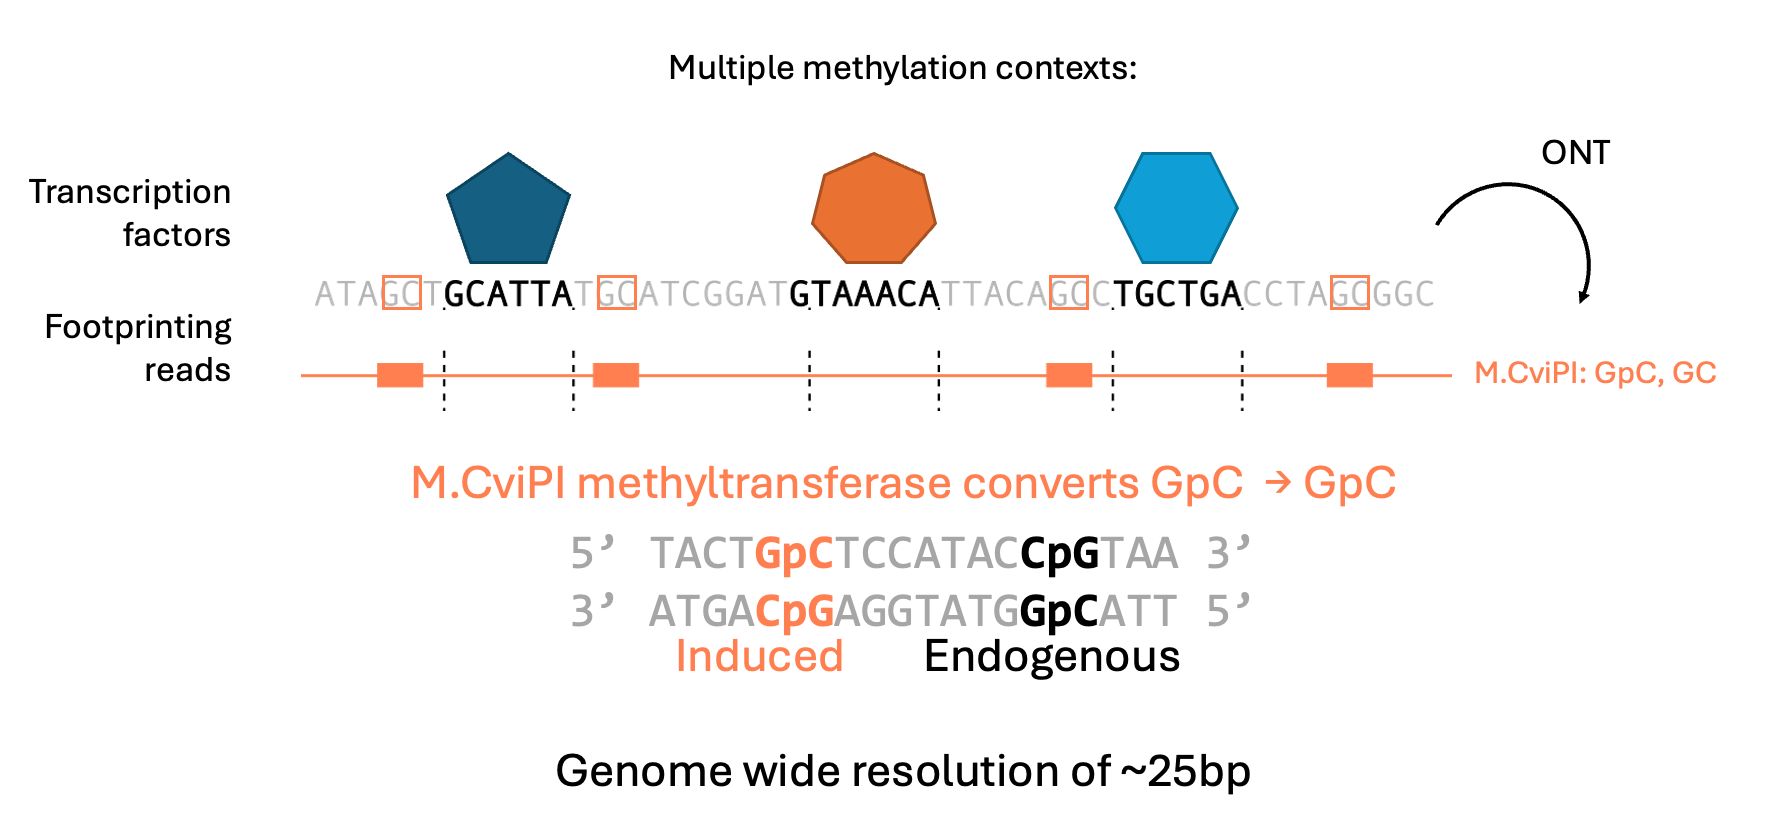 Multiple methylation contexts:
ONT
Transcription
factors
ATAGCTGCATTATGCATCGGATGTAAACATTACAGCCTGCTGACCTAGCGGC
Footprinting
reads
M.CviPI: GpC, GC
M.CviPI methyltransferase converts GpC → GpC
5’ TACTGpCTCCATACCpGTAA 3’
3’ ATGACpGAGGTATGGpCATT 5’
Induced Endogenous
Genome wide resolution of ~25bp